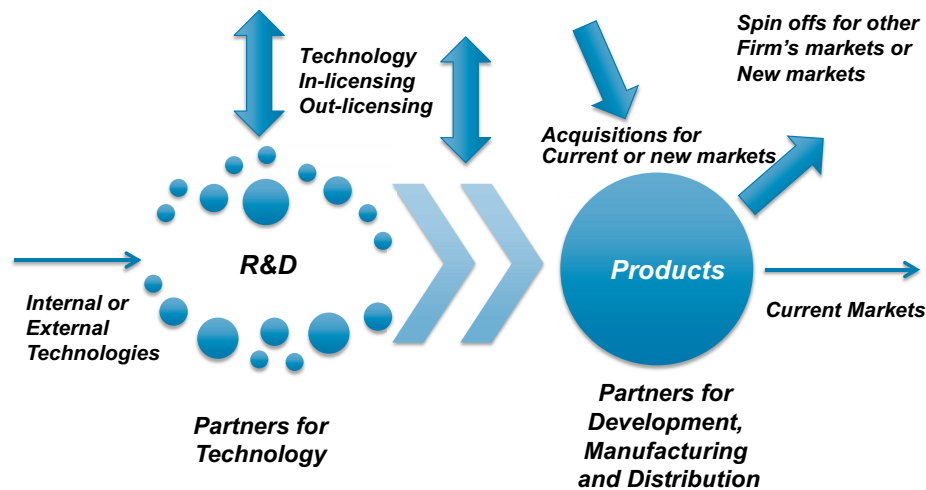 Technology
In-licensing
Out-licensing
Spin offs for other
Firm's markets or
New markets
Acquisitions for
Current or new markets
R&D
Products
Internal or
External
Technologies
Current Markets
Partners for
Technology
Partners for
Development,
Manufacturing
and Distribution